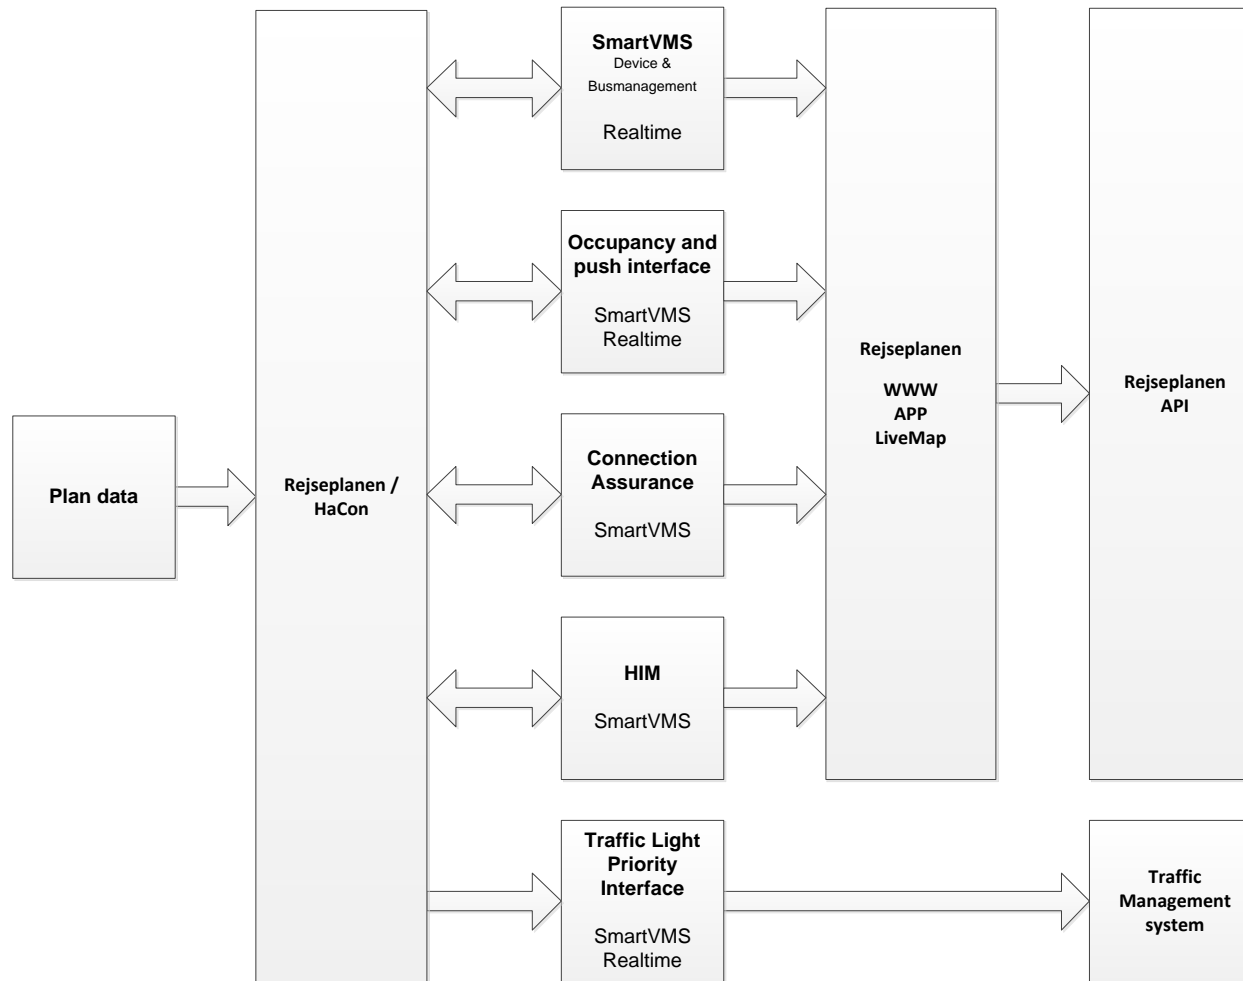 SmartVMS
Device &
Busmanagement
Realtime
Occupancy and
push interface
SmartVMS
Realtime
Rejseplanen
WWW
APP
LiveMap
Rejseplanen
API
Plan data
Rejseplanen /
HaCon
Connection
Assurance
SmartVMS
HIM
SmartVMS
Traffic Light
Priority
Interface
SmartVMS
Realtime
Traffic
Management
system